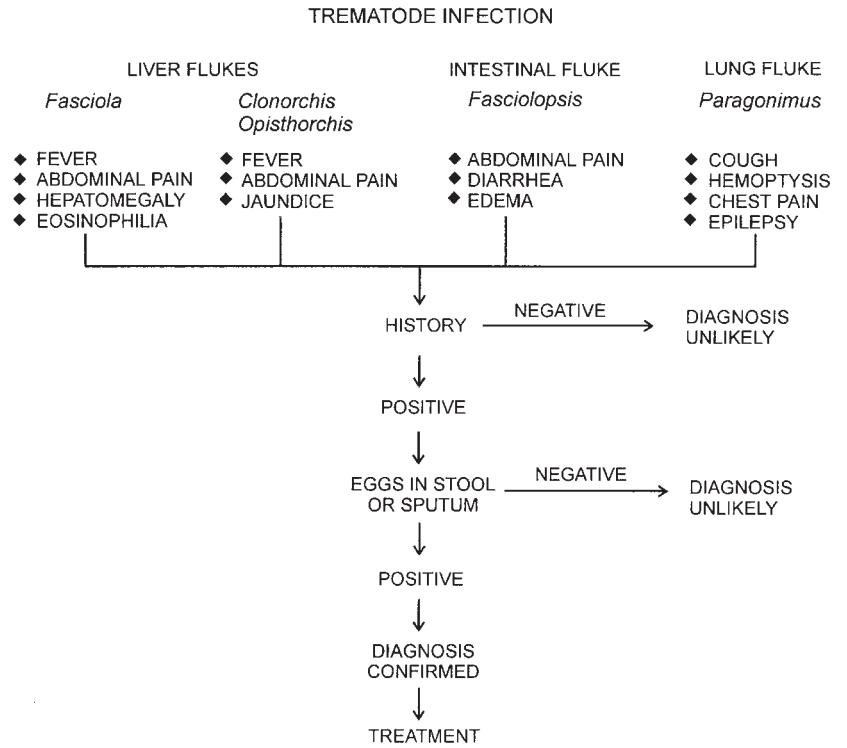 TREMATODE INFECTION
LIVER FLUKES
INTESTINAL FLUKE
LUNG FLUKE
Fasciola
Clonorchis
Opisthorchis
Fasciolopsis
Paragonimus
◆ FEVER
◆ ABDOMINAL PAIN
◆ HEPATOMEGALY
◆ EOSINOPHILIA
◆ FEVER
◆ ABDOMINAL PAIN
◆ JAUNDICE
◆ ABDOMINAL PAIN
◆ DIARRHEA
◆ EDEMA
◆ COUGH
◆ HEMOPTYSIS
◆ CHEST PAIN
◆ EPILEPSY
HISTORY
NEGATIVE
DIAGNOSIS
UNLIKELY
POSITIVE
EGGS IN STOOL
OR SPUTUM
NEGATIVE
DIAGNOSIS
UNLIKELY
POSITIVE
DIAGNOSIS
CONFIRMED
TREATMENT